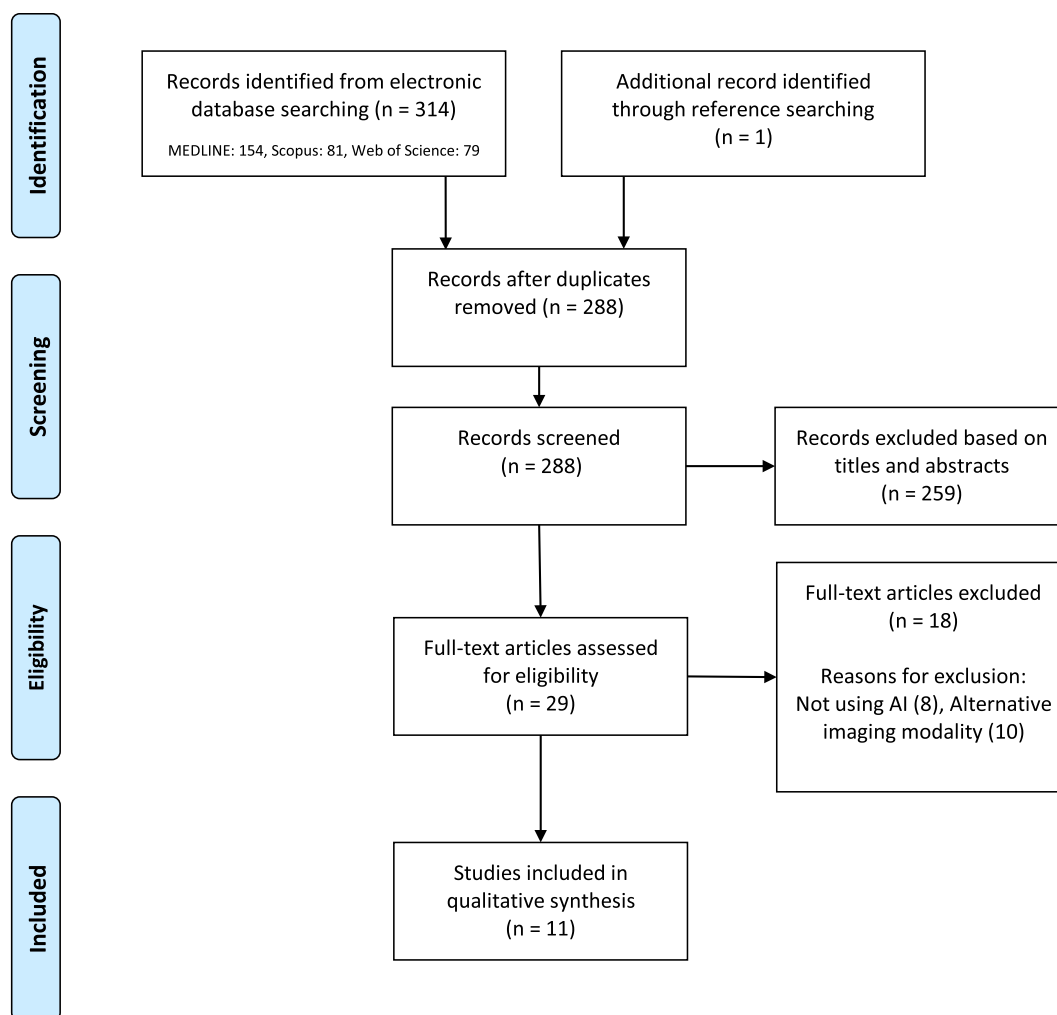 Identification
Records identified from electronic
database searching (n = 314)
MEDLINE: 154, Scopus: 81, Web of Science: 79
Additional record identified
through reference searching
(n = 1)
Screening
Records after duplicates
removed (n = 288)
Records screened
(n = 288)
Records excluded based on
titles and abstracts
(n = 259)
Eligibility
Full-text articles assessed
for eligibility
(n = 29)
Full-text articles excluded
(n = 18)
Reasons for exclusion:
Not using AI (8), Alternative
imaging modality (10)
Included
Studies included in
qualitative synthesis
(n = 11)